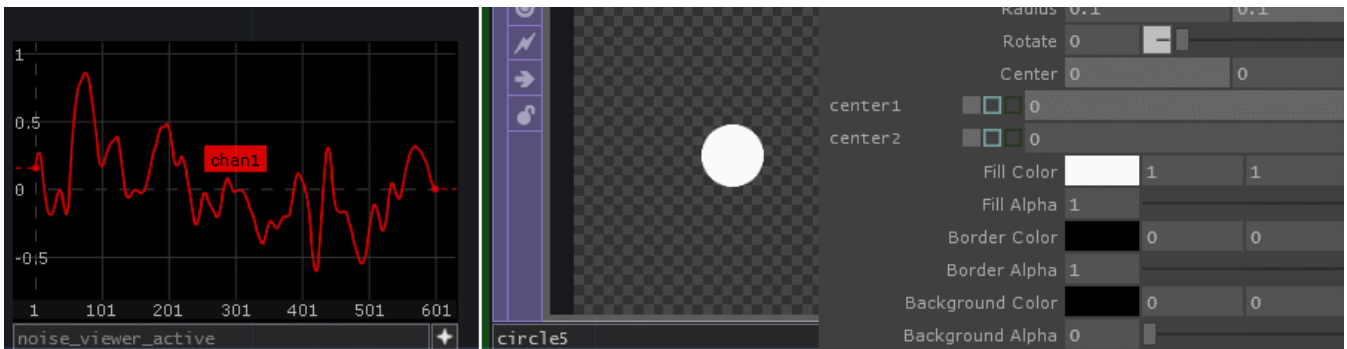 1
0.5
0
-0.5
chan1
1 101 201 301 401 501 601
noise_viewer_active
circle5
Radius 0.1 0.1
Rotate 0
Center 0 0
center1 0
center2 0
Fill Color 1 1
Fill Alpha 1
Border Color 0 0
Border Alpha 1
Background Color 0 0
Background Alpha 0